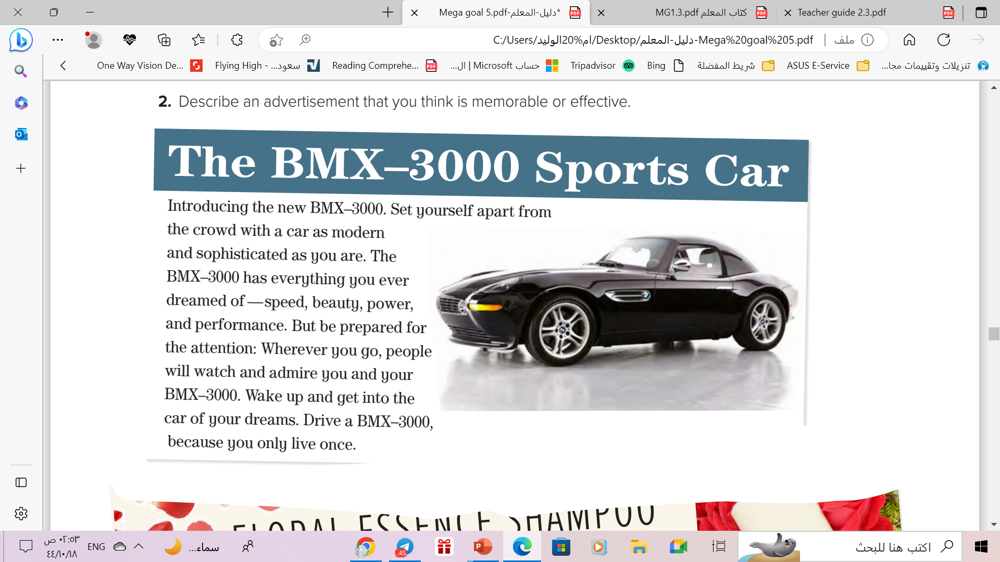 *دليل-المعلم-Mega goal 5.pdf
كتاب المعلم MG1.3.pdf
Teacher guide 2.3.pdf
C:/Users/ام%20الوليد/Desktop/دليل-المعلم-Mega%20goal%205.pdf
ملف
One Way Vision De...
Flying High - سعود...
Reading Comprehe...
حساب Microsoft | ال...
Tripadvisor
Bing
شريط المفضلة
ASUS E-Service
تنزيلات وتقييمات مجا...
2. Describe an advertisement that you think is memorable or effective.
The BMX–3000 Sports Car
Introducing the new BMX–3000. Set yourself apart from
the crowd with a car as modern
and sophisticated as you are. The
BMX–3000 has everything you ever
dreamed of—speed, beauty, power,
and performance. But be prepared for
the attention: Wherever you go, people
will watch and admire you and your
BMX–3000. Wake up and get into the
car of your dreams. Drive a BMX–3000,
because you only live once.
FLORAL ESSENCE SHAMPOO
٠٢:٥٣ ص
٤٤/١٠/١٨
ENG
سماء...
45
اكتب هنا للبحث